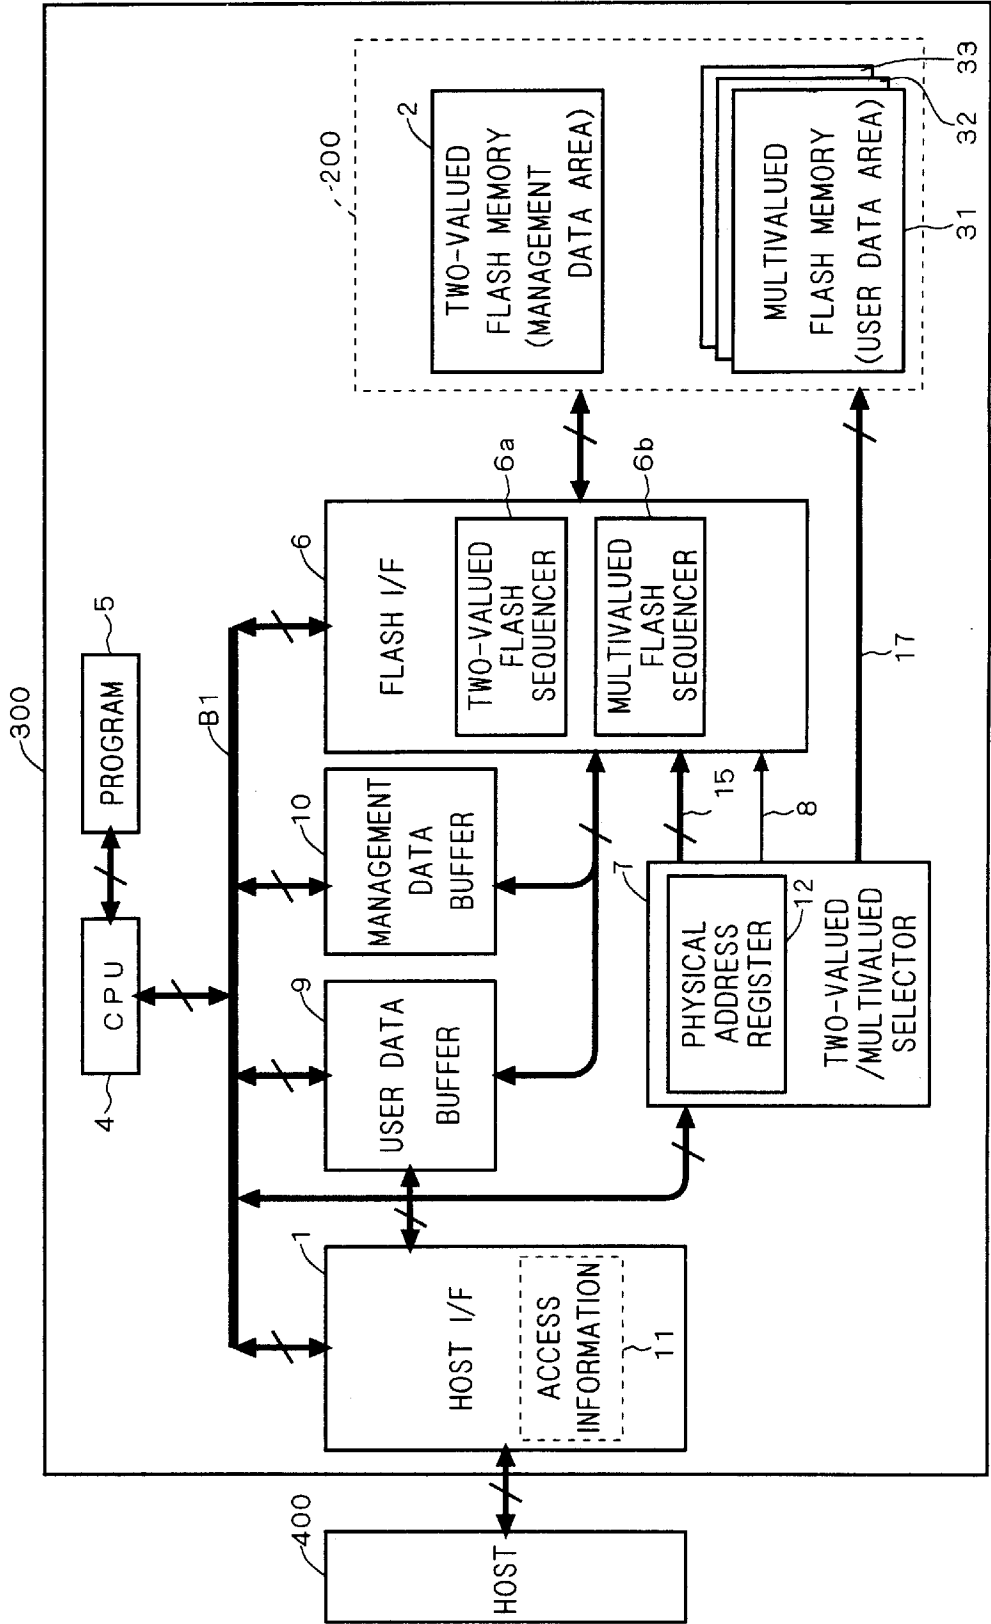 300
4
CPU
PROGRAM
5
B1
400
HOST
1
HOST I/F
ACCESS
INFORMATION
11
9
USER DATA
BUFFER
10
MANAGEMENT
DATA
BUFFER
6
FLASH I/F
TWO-VALUED
FLASH
SEQUENCER
6a
MULTIVALUED
FLASH
SEQUENCER
6b
7
PHYSICAL
ADDRESS
REGISTER
12
TWO-VALUED
/MULTIVALUED
SELECTOR
15
8
17
200
2
TWO-VALUED
FLASH MEMORY
(MANAGEMENT
DATA AREA)
MULTIVALUED
FLASH MEMORY
(USER DATA AREA)
31
32
33